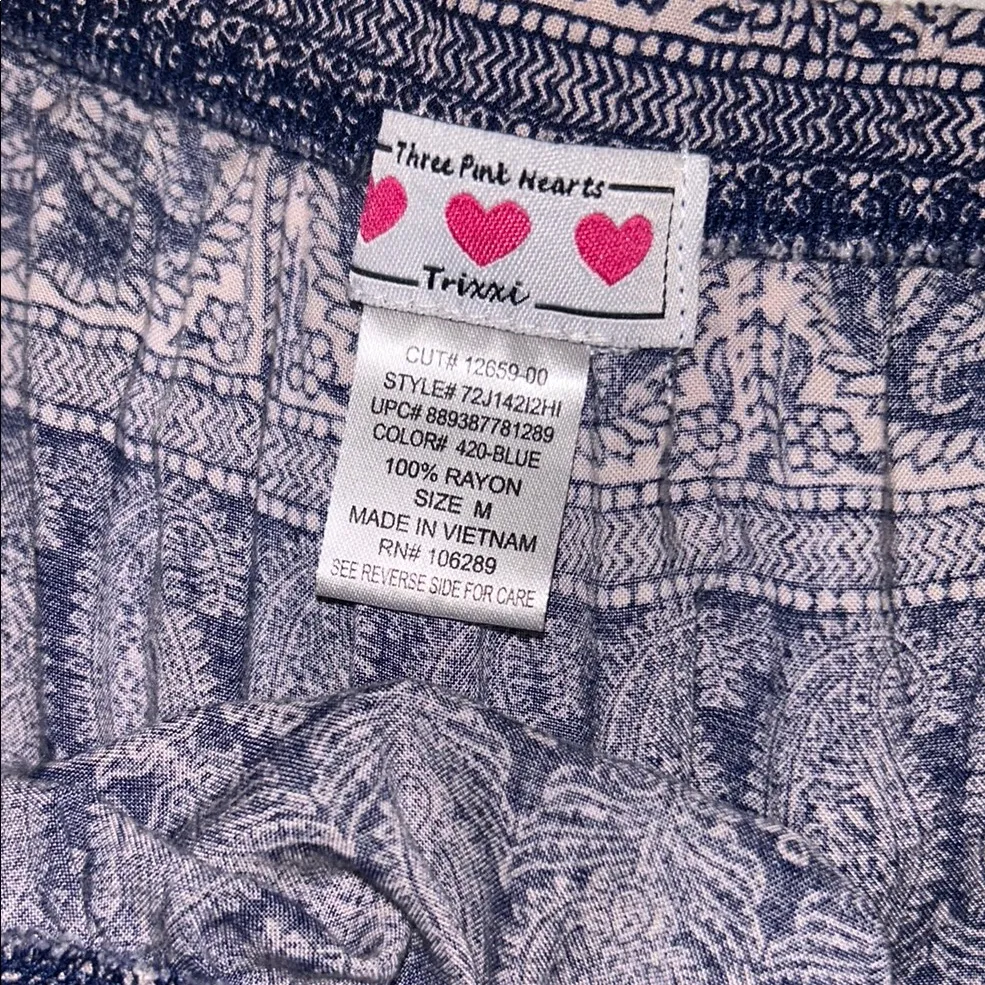 Three Pink Hearts
Trixxi
CUT# 12659-00
STYLE# 72J142I2HI
UPC# 889387781289
COLOR# 420-BLUE
100% RAYON
SIZE M
MADE IN VIETNAM
RN# 106289
SEE REVERSE SIDE FOR CARE